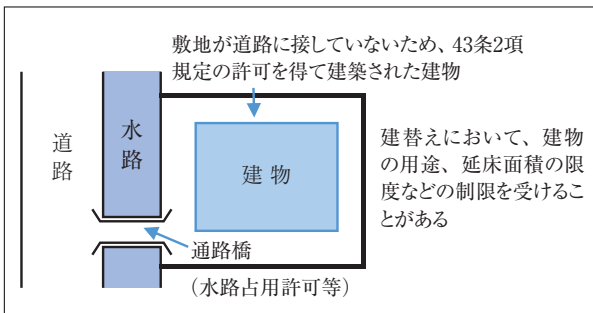 敷地が道路に接していないため、43条2項
規定の許可を得て建築された建物
道路
水路
建物
建替えにおいて、建物
の用途、延床面積の限
度などの制限を受けるこ
とがある
通路橋
（水路占用許可等）